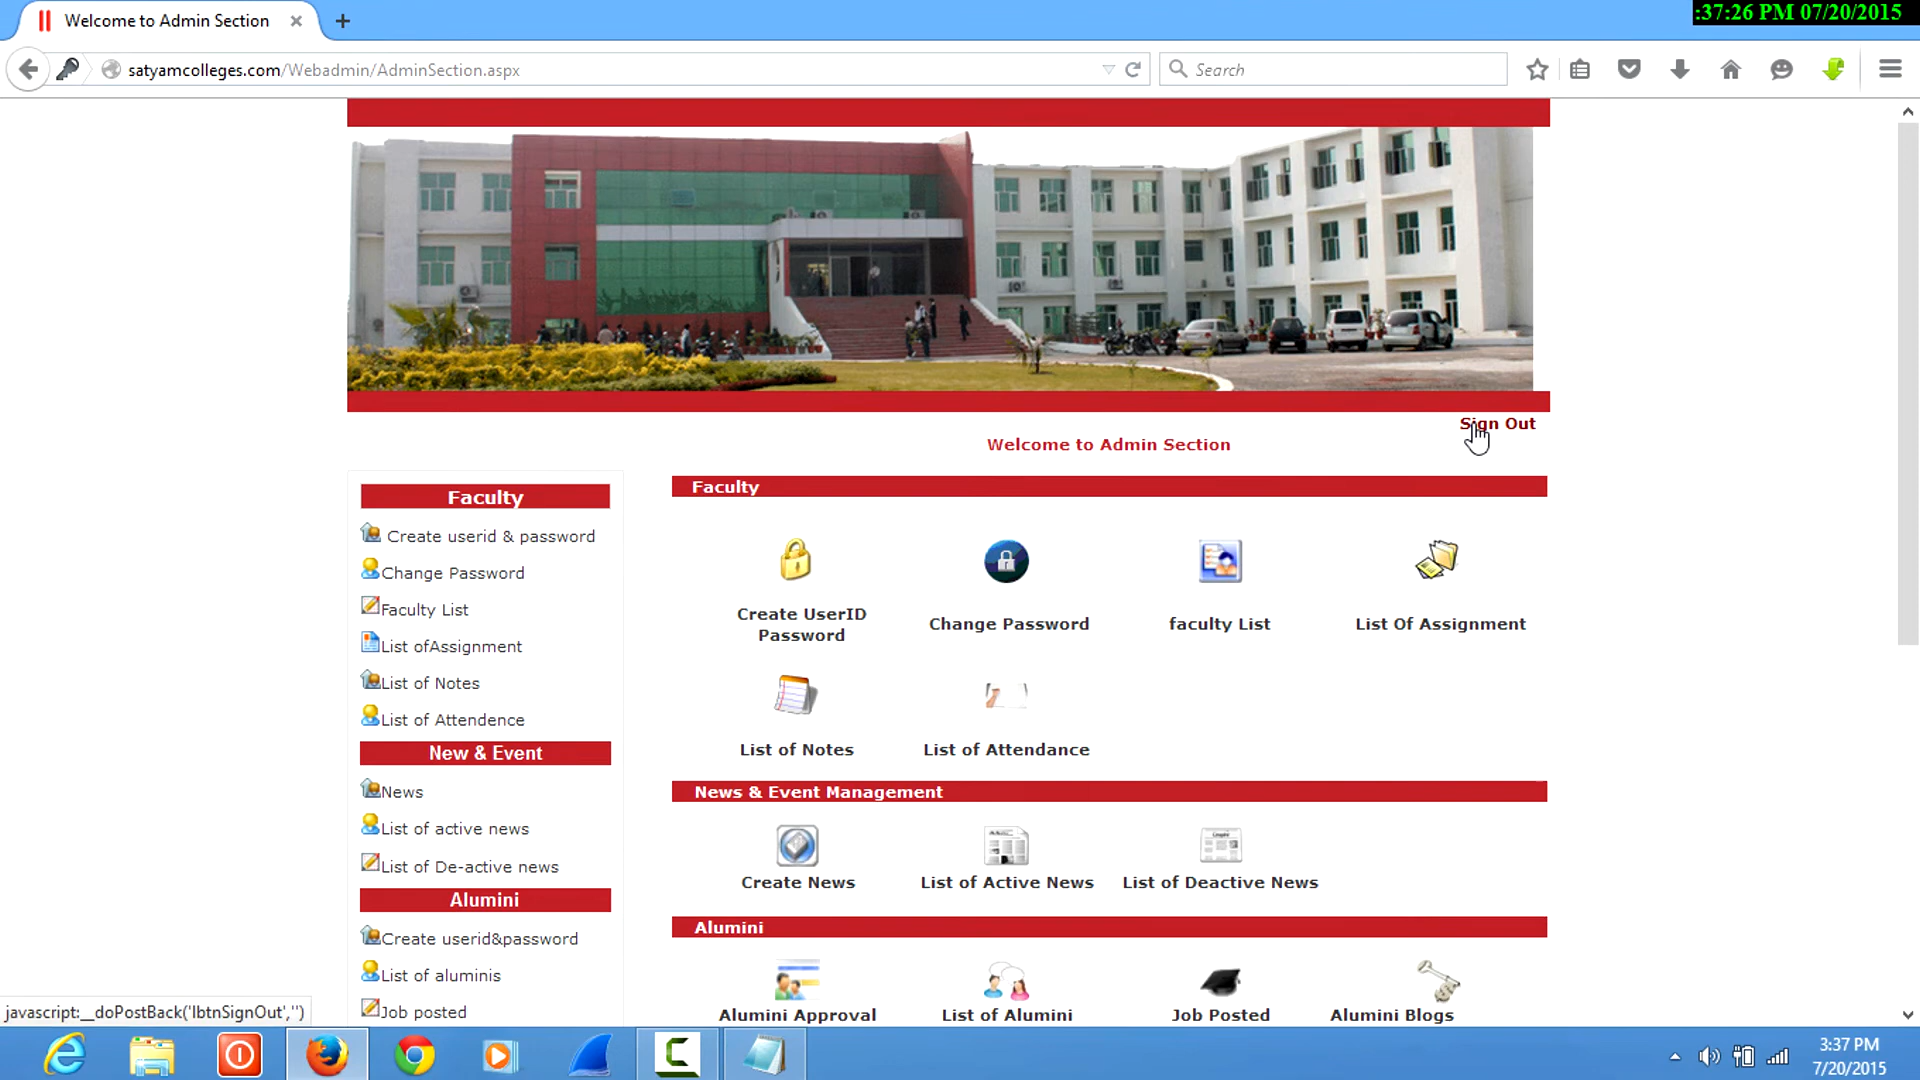 Welcome to Admin Section
:37:26 PM 07/20/2015
satyamcolleges.com/Webadmin/AdminSection.aspx
Search
Sign Out
Welcome to Admin Section
Faculty
Create userid & password
Change Password
Faculty List
List ofAssignment
List of Notes
List of Attendence
New & Event
News
List of active news
List of De-active news
Alumini
Create userid&password
List of aluminis
Job posted
Faculty
Create UserID
Password
Change Password
faculty List
List Of Assignment
List of Notes
List of Attendance
News & Event Management
Create News
List of Active News
List of Deactive News
Alumini
Alumini Approval
List of Alumini
Job Posted
Alumini Blogs
javascript:__doPostBack('lbtnSignOut','')
3:37 PM
7/20/2015